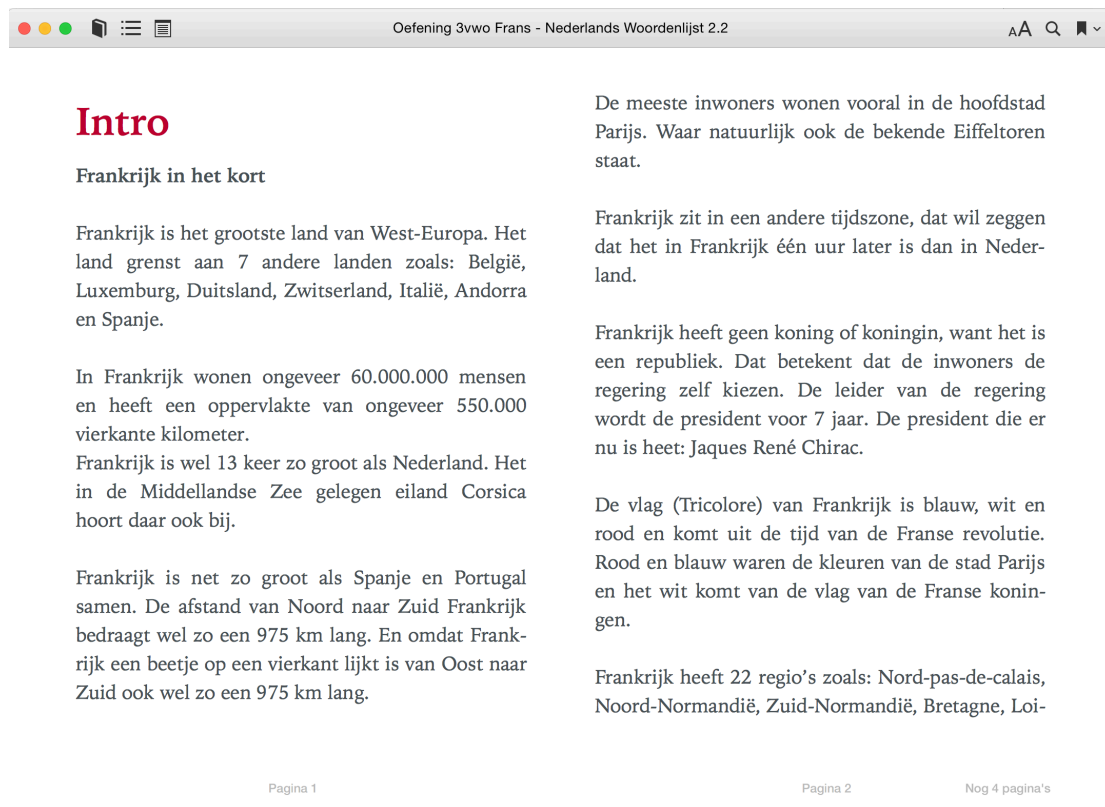 Oefening 3vwo Frans - Nederlands Woordenlijst 2.2
AA
Intro
Frankrijk in het kort
Frankrijk is het grootste land van West-Europa. Het
land grenst aan 7 andere landen zoals: België,
Luxemburg, Duitsland, Zwitserland, Italië, Andorra
en Spanje.
In Frankrijk wonen ongeveer 60.000.000 mensen
en heeft een oppervlakte van ongeveer 550.000
vierkante kilometer.
Frankrijk is wel 13 keer zo groot als Nederland. Het
in de Middellandse Zee gelegen eiland Corsica
hoort daar ook bij.
Frankrijk is net zo groot als Spanje en Portugal
samen. De afstand van Noord naar Zuid Frankrijk
bedraagt wel zo een 975 km lang. En omdat Frank-
rijk een beetje op een vierkant lijkt is van Oost naar
Zuid ook wel zo een 975 km lang.
De meeste inwoners wonen vooral in de hoofdstad
Parijs. Waar natuurlijk ook de bekende Eiffeltoren
staat.
Frankrijk zit in een andere tijdszone, dat wil zeggen
dat het in Frankrijk één uur later is dan in Neder-
land.
Frankrijk heeft geen koning of koningin, want het is
een republiek. Dat betekent dat de inwoners de
regering zelf kiezen. De leider van de regering
wordt de president voor 7 jaar. De president die er
nu is heet: Jaques René Chirac.
De vlag (Tricolore) van Frankrijk is blauw, wit en
rood en komt uit de tijd van de Franse revolutie.
Rood en blauw waren de kleuren van de stad Parijs
en het wit komt van de vlag van de Franse konin-
gen.
Frankrijk heeft 22 regio's zoals: Nord-pas-de-calais,
Noord-Normandië, Zuid-Normandië, Bretagne, Loi-
Pagina 1
Pagina 2
Nog 4 pagina's